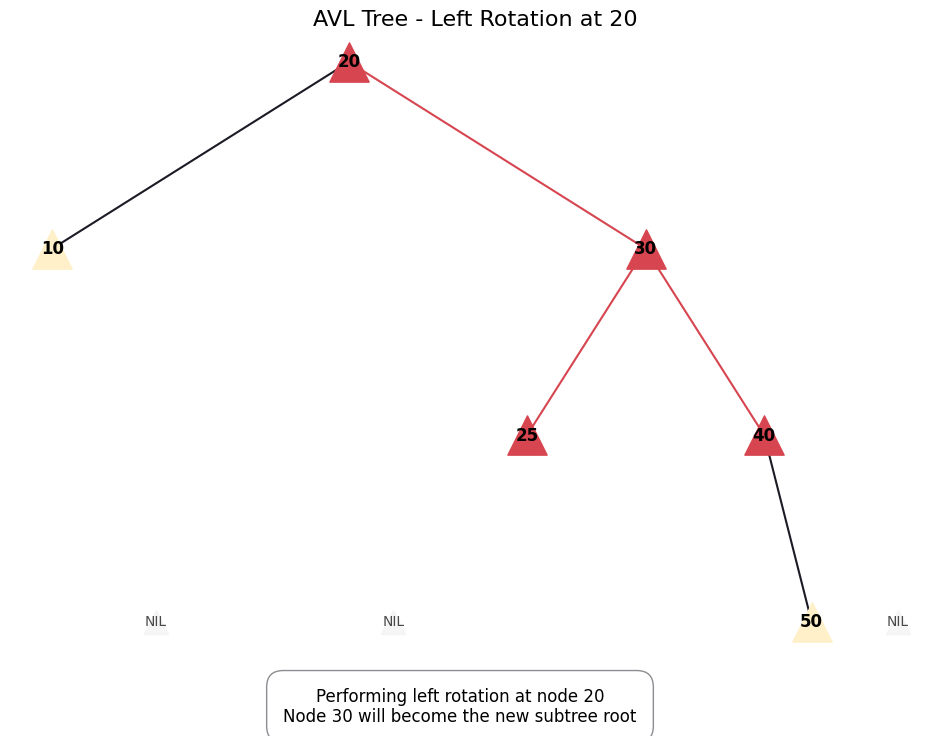 AVL Tree - Left Rotation at 20
20
10
30
25
40
NIL
NIL
50
NIL
Performing left rotation at node 20
Node 30 will become the new subtree root